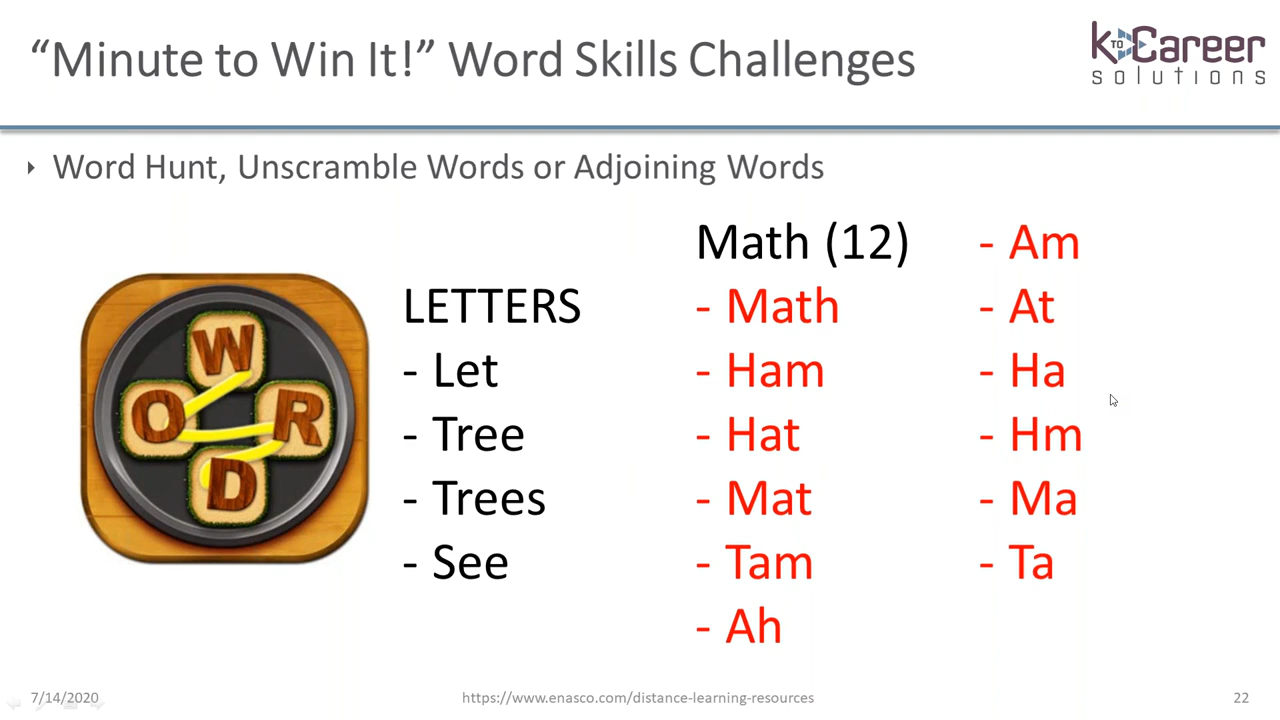 “Minute to Win It!” Word Skills Challenges
K TO Career
solutions
Word Hunt, Unscramble Words or Adjoining Words
W
O R
D
LETTERS
- Let
- Tree
- Trees
- See
Math (12)
- Math
- Ham
- Hat
- Mat
- Tam
- Ah
- Am
- At
- Ha
- Hm
- Ma
- Ta
7/14/2020
https://www.enasco.com/distance-learning-resources
22